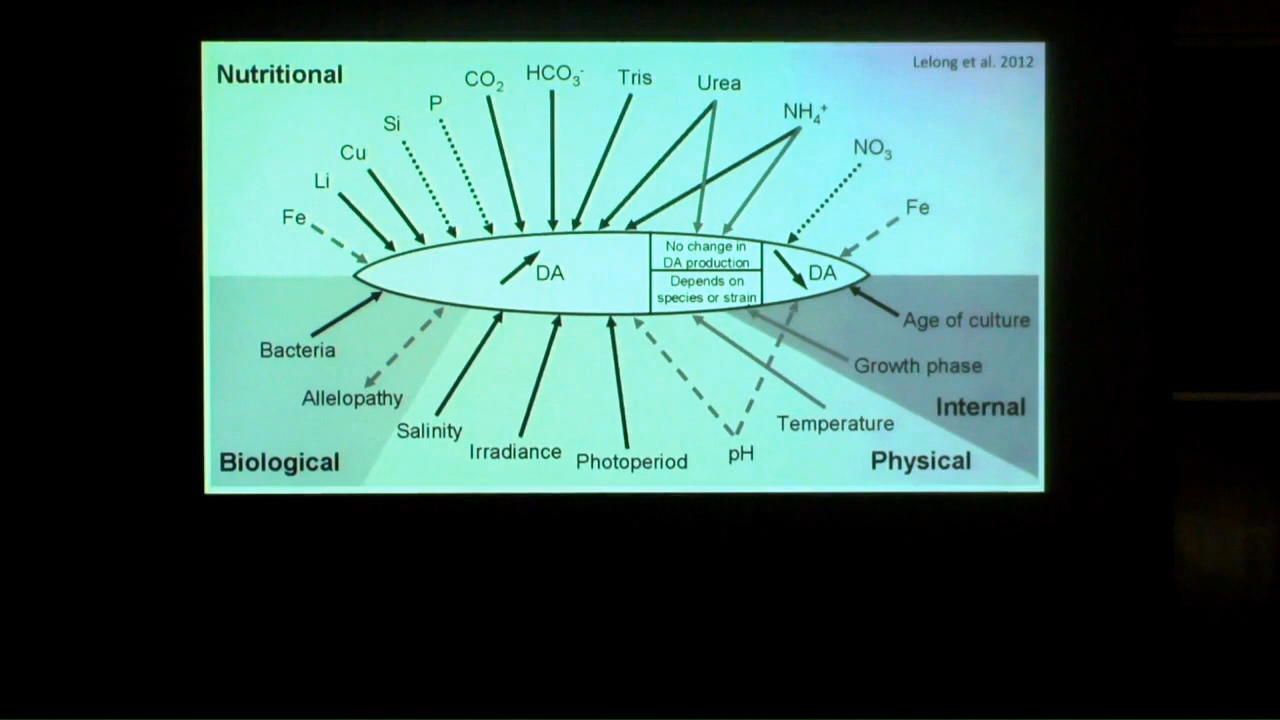 Nutritional
Lelong et al. 2012
CO₂
HCO₃⁻
Tris
Urea
P
NH₄⁺
Si
NO₃
Cu
Li
Fe
Fe
No change in
DA production
DA
DA
Depends on
species or strain
Bacteria
Age of culture
Growth phase
Allelopathy
Internal
Salinity
Temperature
Irradiance
pH
Photoperiod
Biological
Physical